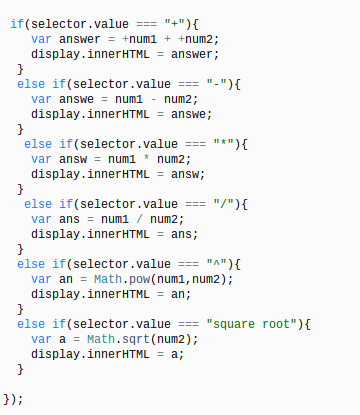 if(selector.value === "+"){
var answer = +num1 + +num2;
display.innerHTML = answer;
}
else if(selector.value === "-"){
var answe = num1 - num2;
display.innerHTML = answe;
}
else if(selector.value === "*"){
var answ = num1 * num2;
display.innerHTML = answ;
}
else if(selector.value === "/"){
var ans = num1 / num2;
display.innerHTML = ans;
}
else if(selector.value === "^"){
var an = Math.pow(num1,num2);
display.innerHTML = an;
}
else if(selector.value === "square root"){
var a = Math.sqrt(num2);
display.innerHTML = a;
}
});